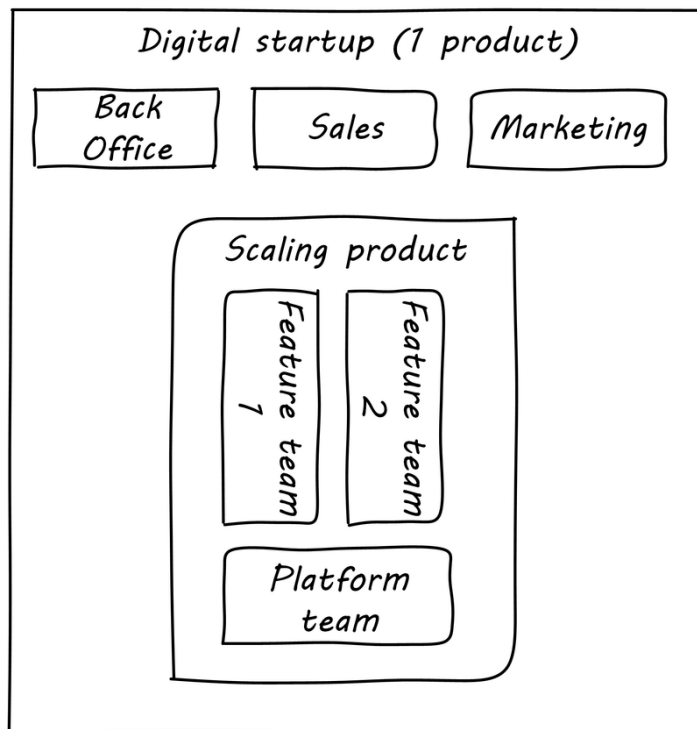 Digital startup (1 product)
Back
Office
Sales
Marketing
Scaling product
Feature team
1
Feature team
2
Platform
team